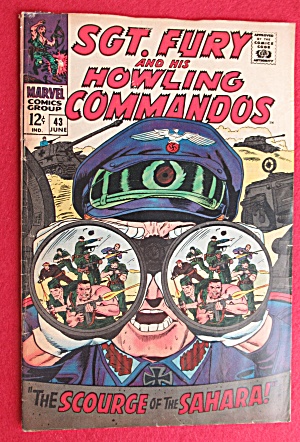 SGT. FURY
AND HIS
HOWLING
COMMANDOS
APPROVED
BY THE
COMICS
CODE
AUTHORITY
MARVEL
COMICS
GROUP
12¢
IND.
43
JUNE
"THE SCOURGE OF THE SAHARA!